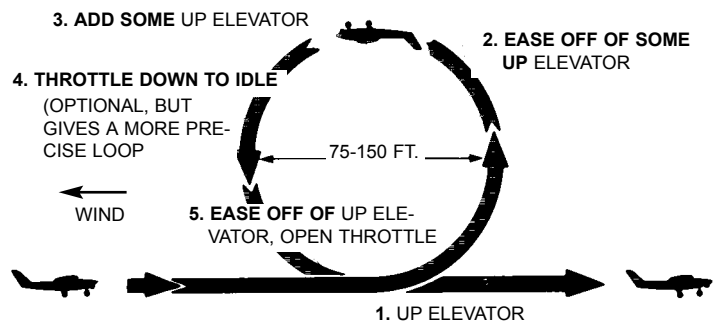 3. ADD SOME UP ELEVATOR
2. EASE OFF OF SOME
UP ELEVATOR
4. THROTTLE DOWN TO IDLE
(OPTIONAL, BUT
GIVES A MORE PRE-
CISE LOOP
75-150 FT.
WIND
5. EASE OFF OF UP ELE-
VATOR, OPEN THROTTLE
1. UP ELEVATOR